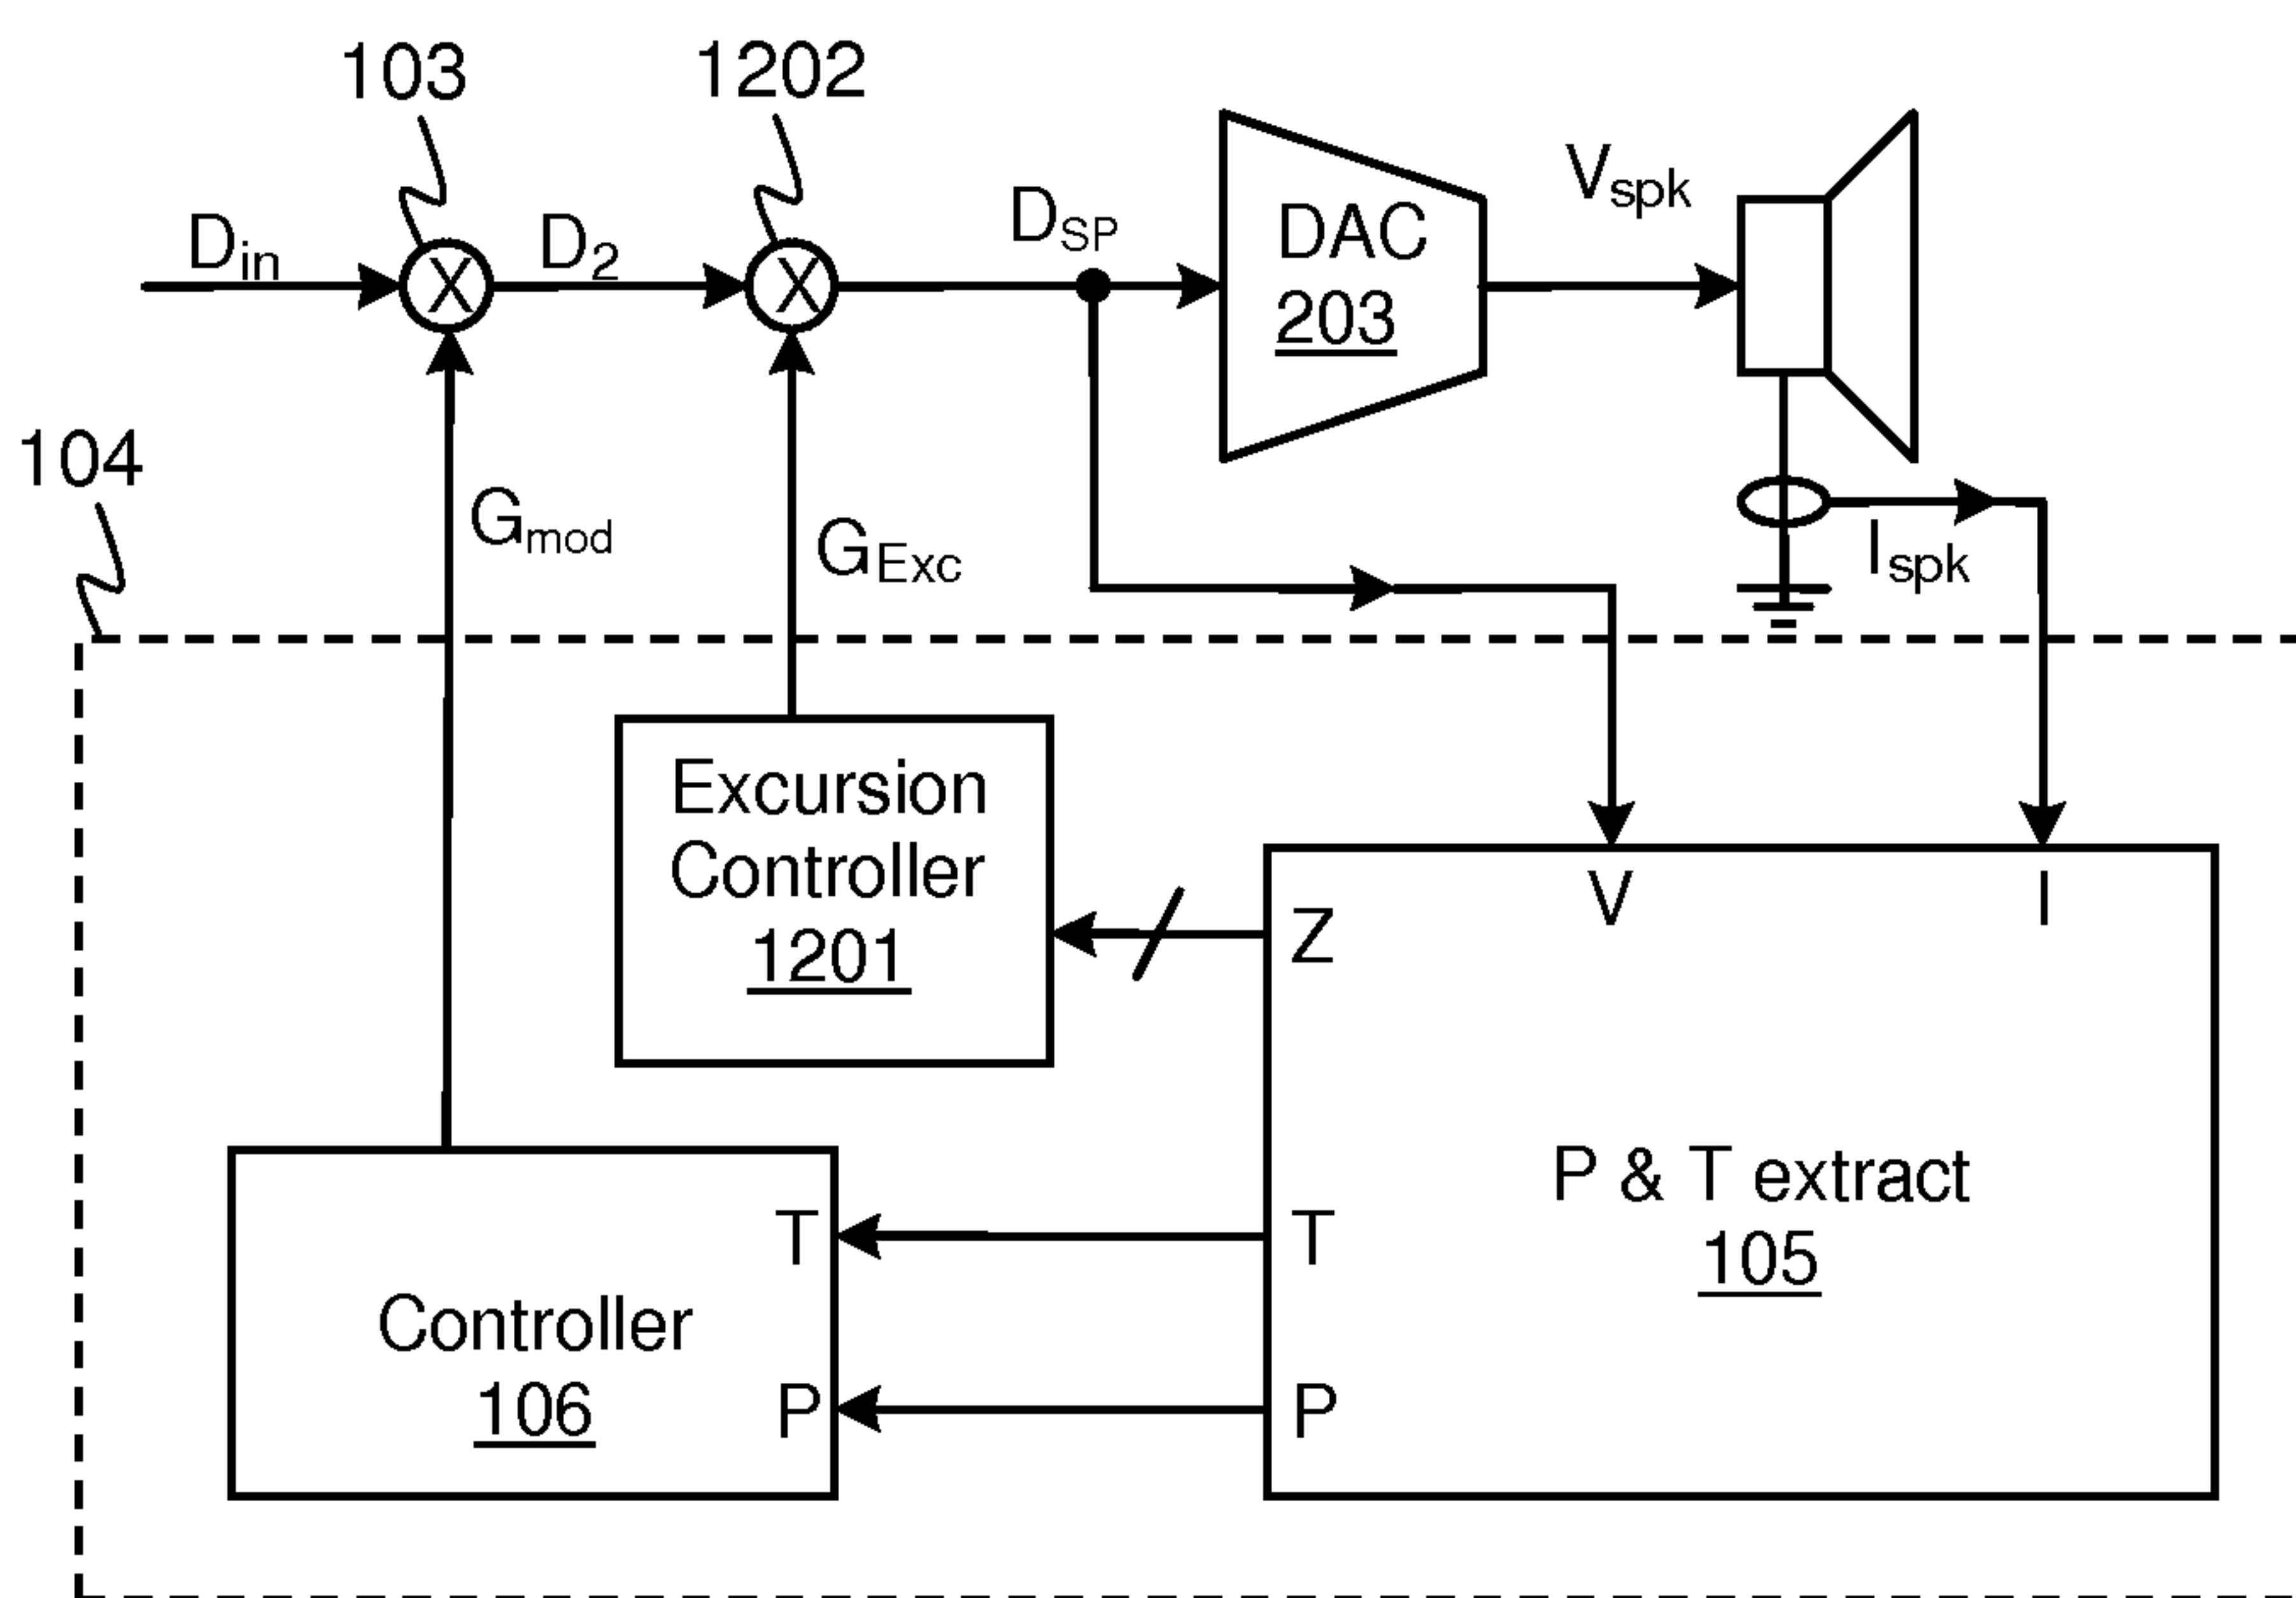 103
1202
Din
D2
DSP
DAC
203
Vspk
X
X
104
Gmod
GExc
Ispk
Excursion
Controller
1201
Z
V
I
T
T
P & T extract
105
Controller
106
P
P